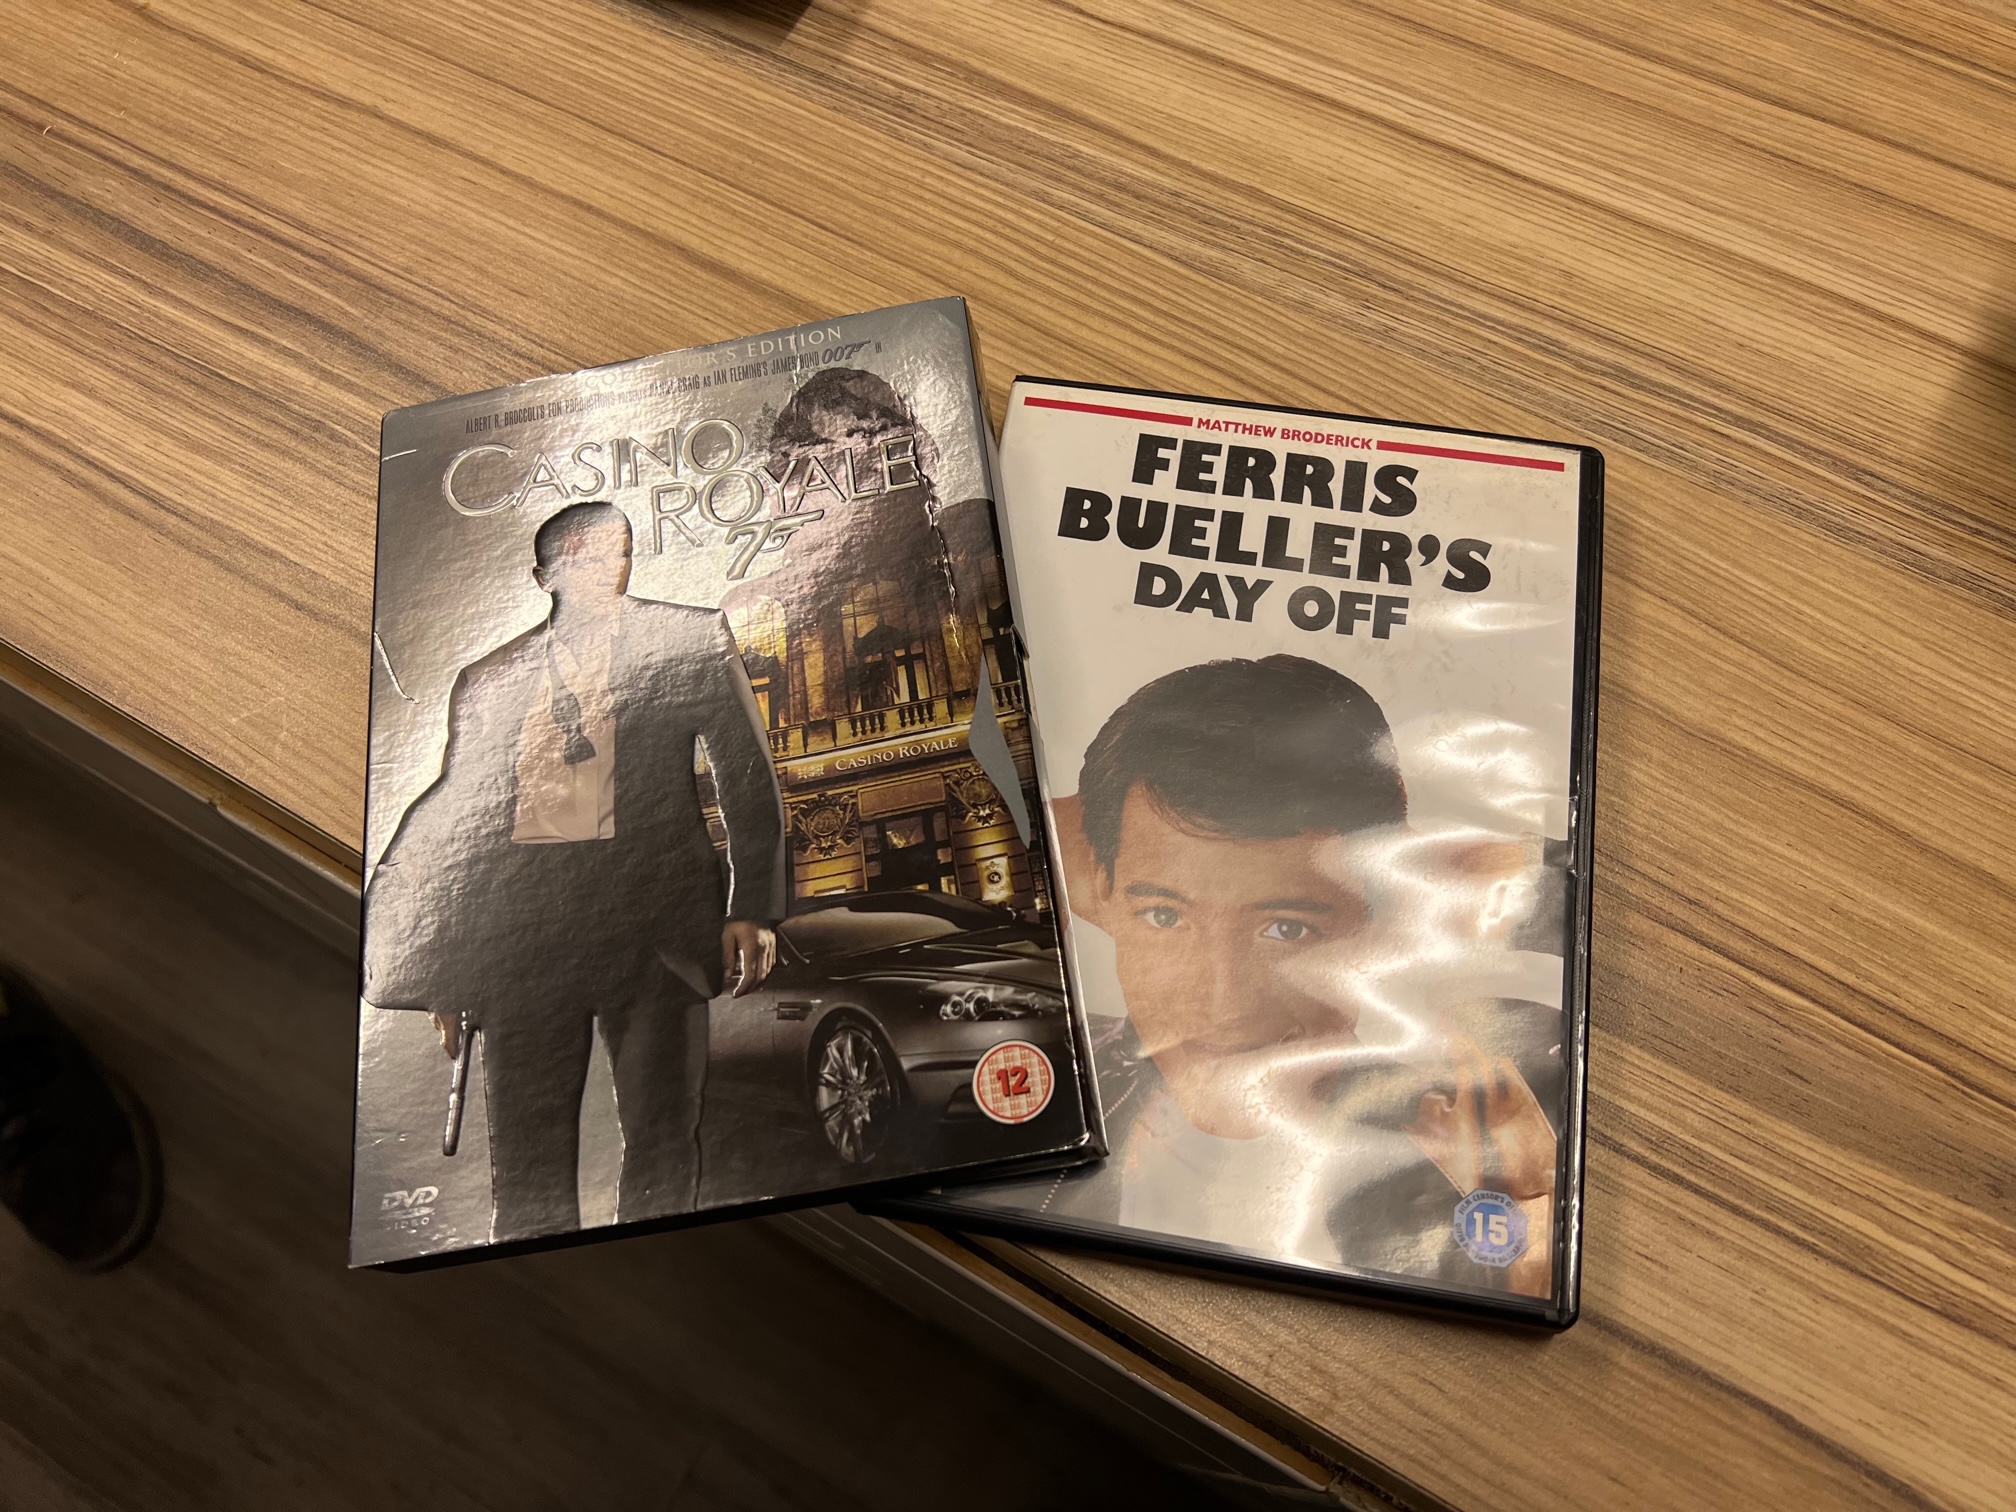 COLLECTOR'S EDITION
ALBERT R. BROCCOLI'S EON PRODUCTIONS PRESENTS DANIEL CRAIG AS IAN FLEMING'S JAMES BOND 007 IN
CASINO
ROYALE
7
CASINO ROYALE
12
DVD
VIDEO
MATTHEW BRODERICK
FERRIS
BUELLER'S
DAY OFF
15